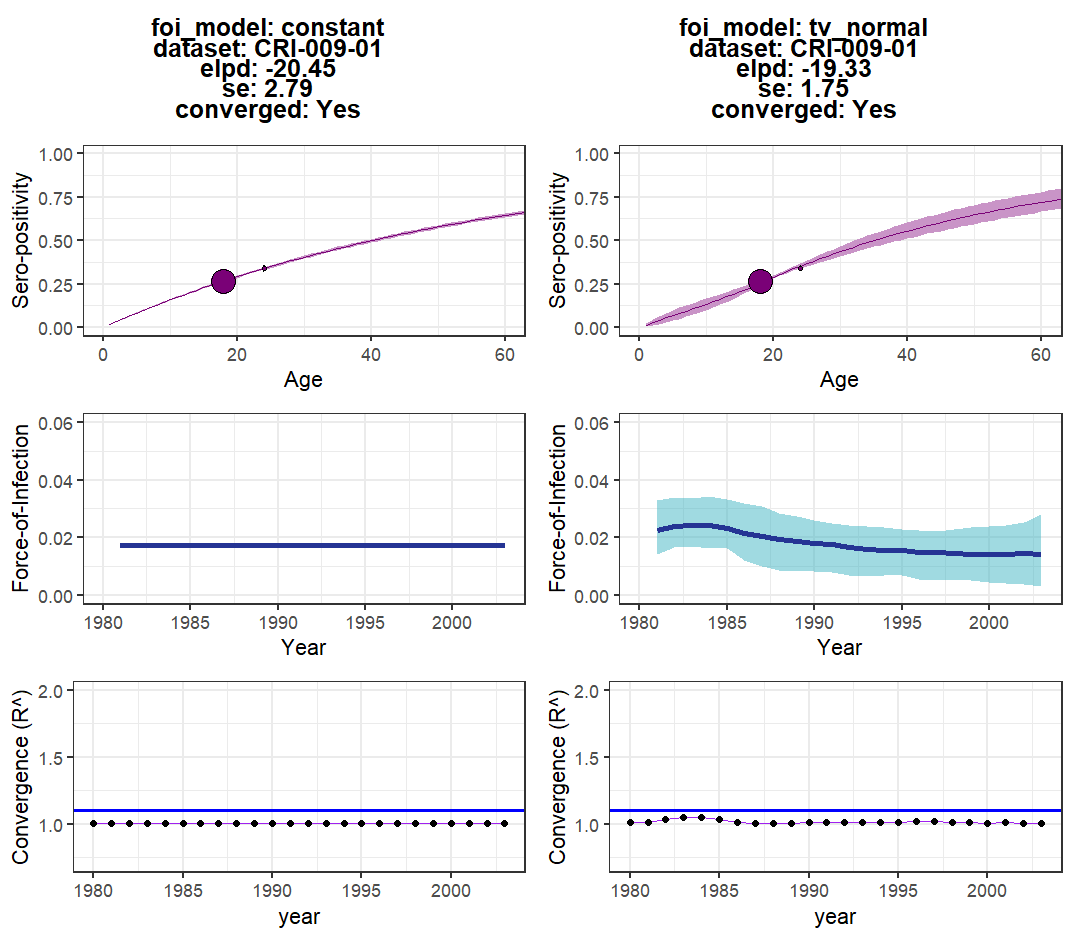 foi_model: constant
dataset: CRI-009-01
elpd: -20.45
se: 2.79
converged: Yes
foi_model: tv_normal
dataset: CRI-009-01
elpd: -19.33
se: 1.75
converged: Yes
Sero-positivity
1.00
0.75
0.50
0.25
0.00
0 20 40 60
Age
Sero-positivity
1.00
0.75
0.50
0.25
0.00
0 20 40 60
Age
Force-of-Infection
0.06
0.04
0.02
0.00
1980 1985 1990 1995 2000
Year
Force-of-Infection
0.06
0.04
0.02
0.00
1980 1985 1990 1995 2000
Year
Convergence (R^)
2.0
1.5
1.0
1980 1985 1990 1995 2000
year
Convergence (R^)
2.0
1.5
1.0
1980 1985 1990 1995 2000
year